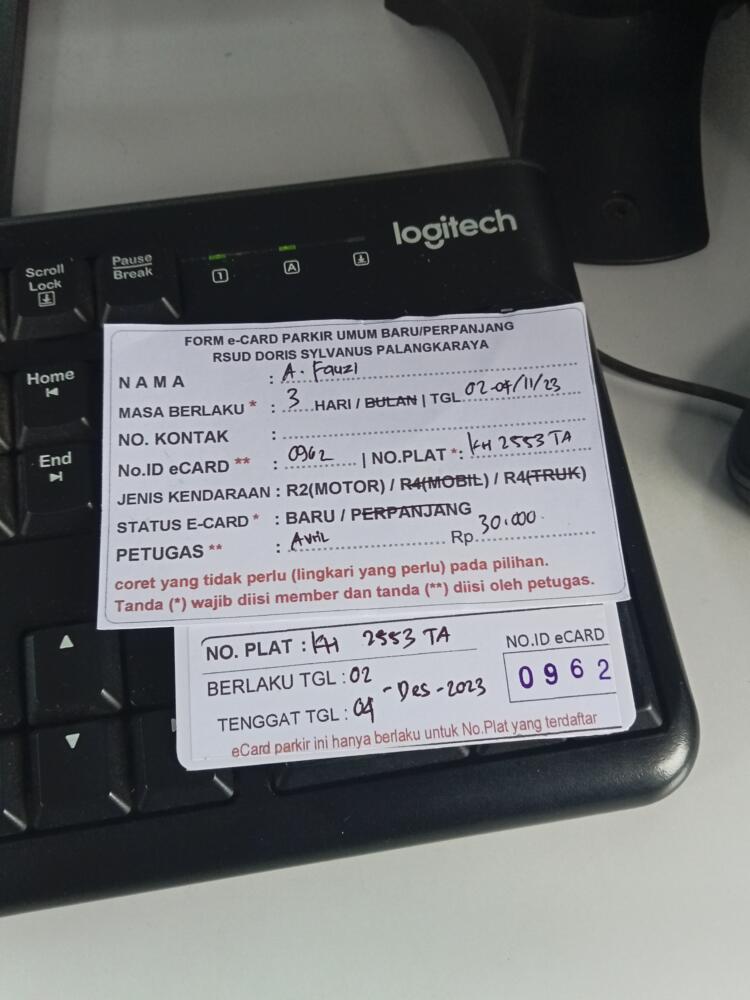 logitech
Scroll
Lock
Pause
Break
1
A
Home
End
FORM e-CARD PARKIR UMUM BARU/PERPANJANG
RSUD DORIS SYLVANUS PALANGKARAYA
NAMA : A. Fauzi
MASA BERLAKU * : 3 HARI / BULAN | TGL 02-04/11/23
NO. KONTAK :
No.ID eCARD ** : 0962 | NO.PLAT *: KH 2553 TA
JENIS KENDARAAN : R2(MOTOR) / R4(MOBIL) / R4(TRUK)
STATUS E-CARD * : BARU / PERPANJANG
PETUGAS ** : Avril Rp 30.000
coret yang tidak perlu (lingkari yang perlu) pada pilihan.
Tanda (*) wajib diisi member dan tanda (**) diisi oleh petugas.
NO. PLAT : KH 2553 TA
NO.ID eCARD
0962
BERLAKU TGL : 02
TENGGAT TGL : 04 - Des - 2023
eCard parkir ini hanya berlaku untuk No.Plat yang terdaftar